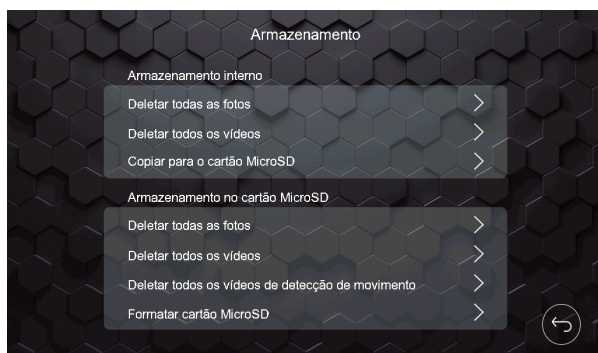 Armazenamento
Armazenamento interno
Deletar todas as fotos
Deletar todos os vídeos
Copiar para o cartão MicroSD
Armazenamento no cartão MicroSD
Deletar todas as fotos
Deletar todos os vídeos
Deletar todos os vídeos de detecção de movimento
Formatar cartão MicroSD